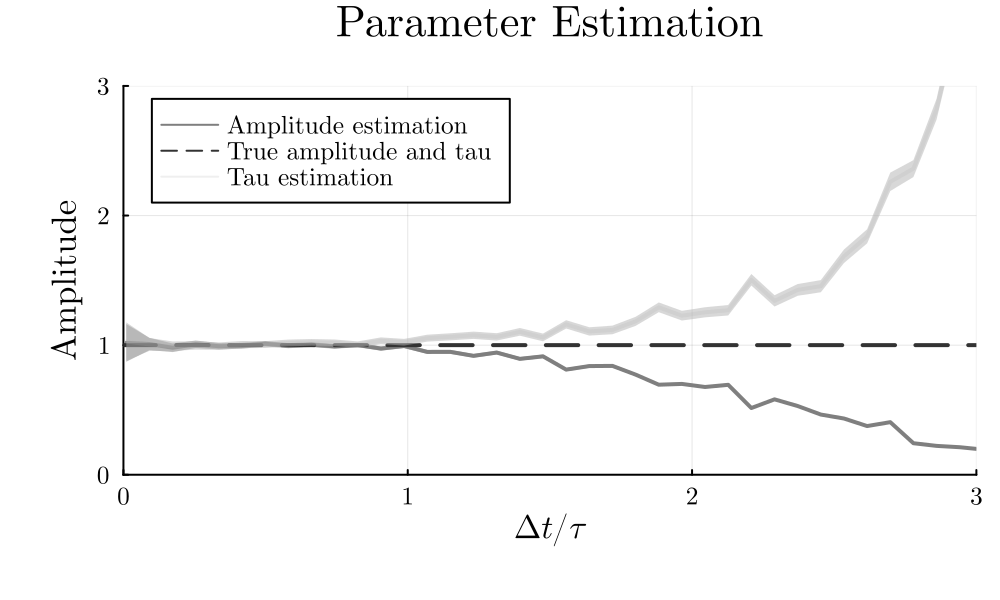 Parameter Estimation
3
Amplitude estimation
True amplitude and tau
Tau estimation
2
Amplitude
1
0
0 1 2 3
Δt/τ